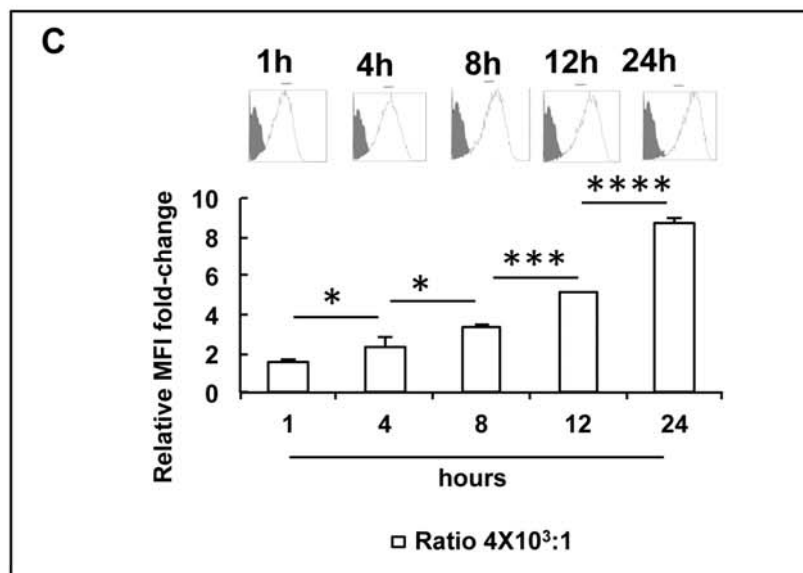 C
1h 4h 8h 12h 24h
Relative MFI fold-change
10
8
6
4
2
0
* * *** ****
1 4 8 12 24
hours
Ratio 4X10³:1